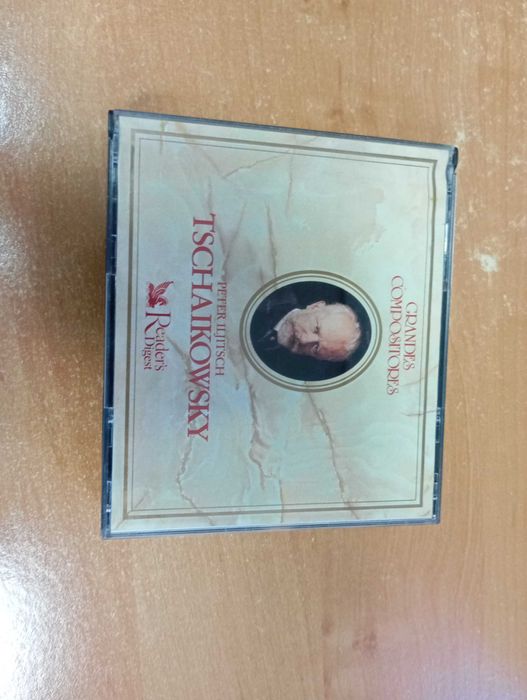 GRANDES
COMPOSITORES
PETER ILJITSCH
TSCHAIKOWSKY
Reader's
Digest